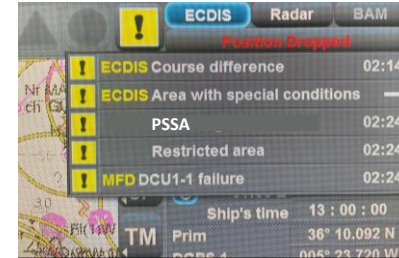 ECDIS Radar BAM
Position Dropped
ECDIS Course difference 02:14
ECDIS Area with special conditions
PSSA 02:24
Restricted area 02:24
MFD DCU1-1 failure 02:24
Ship's time 13 : 00 : 00
TM Prim 36° 10.092 N
005° 23.720 W